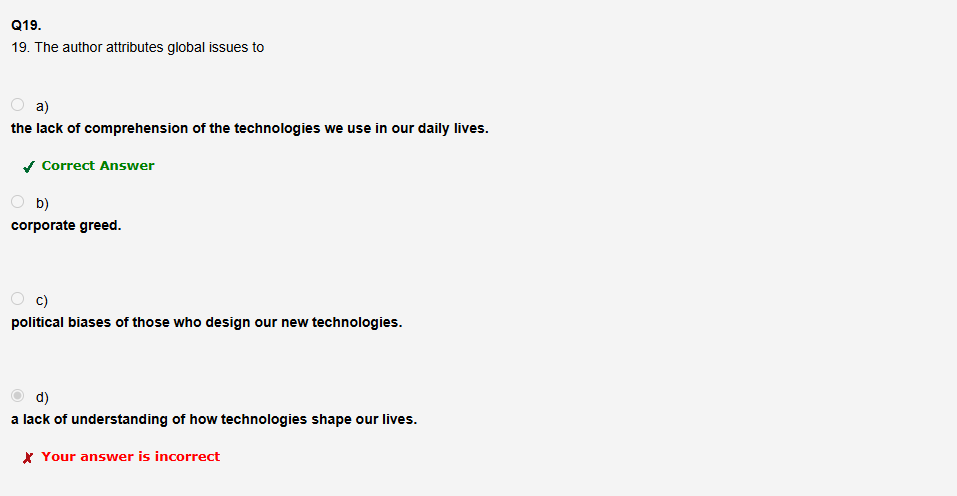 Q19.
19. The author attributes global issues to
a)
the lack of comprehension of the technologies we use in our daily lives.
✓ Correct Answer
b)
corporate greed.
c)
political biases of those who design our new technologies.
d)
a lack of understanding of how technologies shape our lives.
✗ Your answer is incorrect